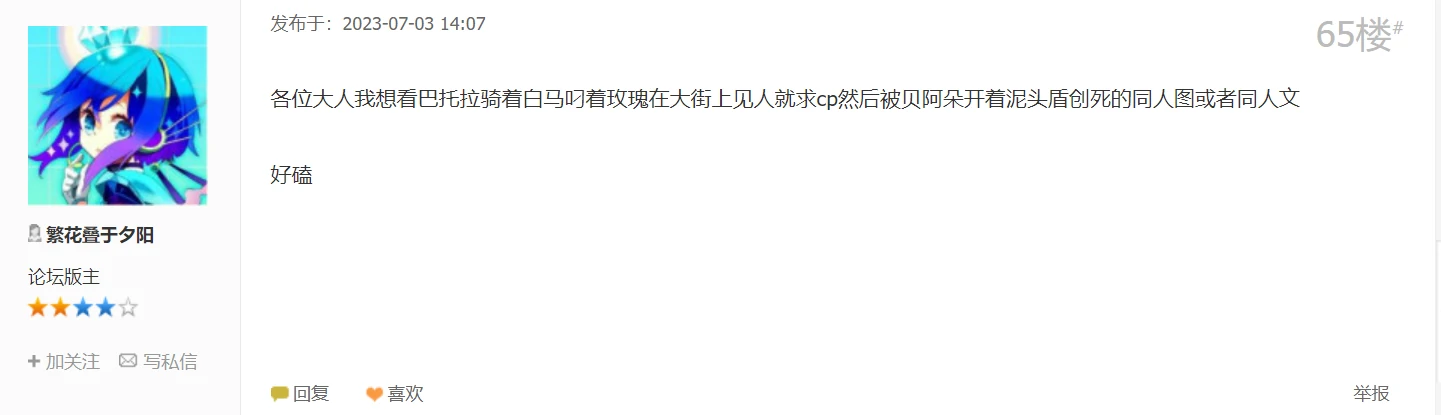 发布于：2023-07-03 14:07
65楼#
各位大人我想看巴托拉骑着白马叼着玫瑰在大街上见人就求cp然后被贝阿朵开着泥头盾创死的同人图或者同人文
好磕
繁花叠于夕阳
论坛版主
加关注 写私信
回复 喜欢 举报